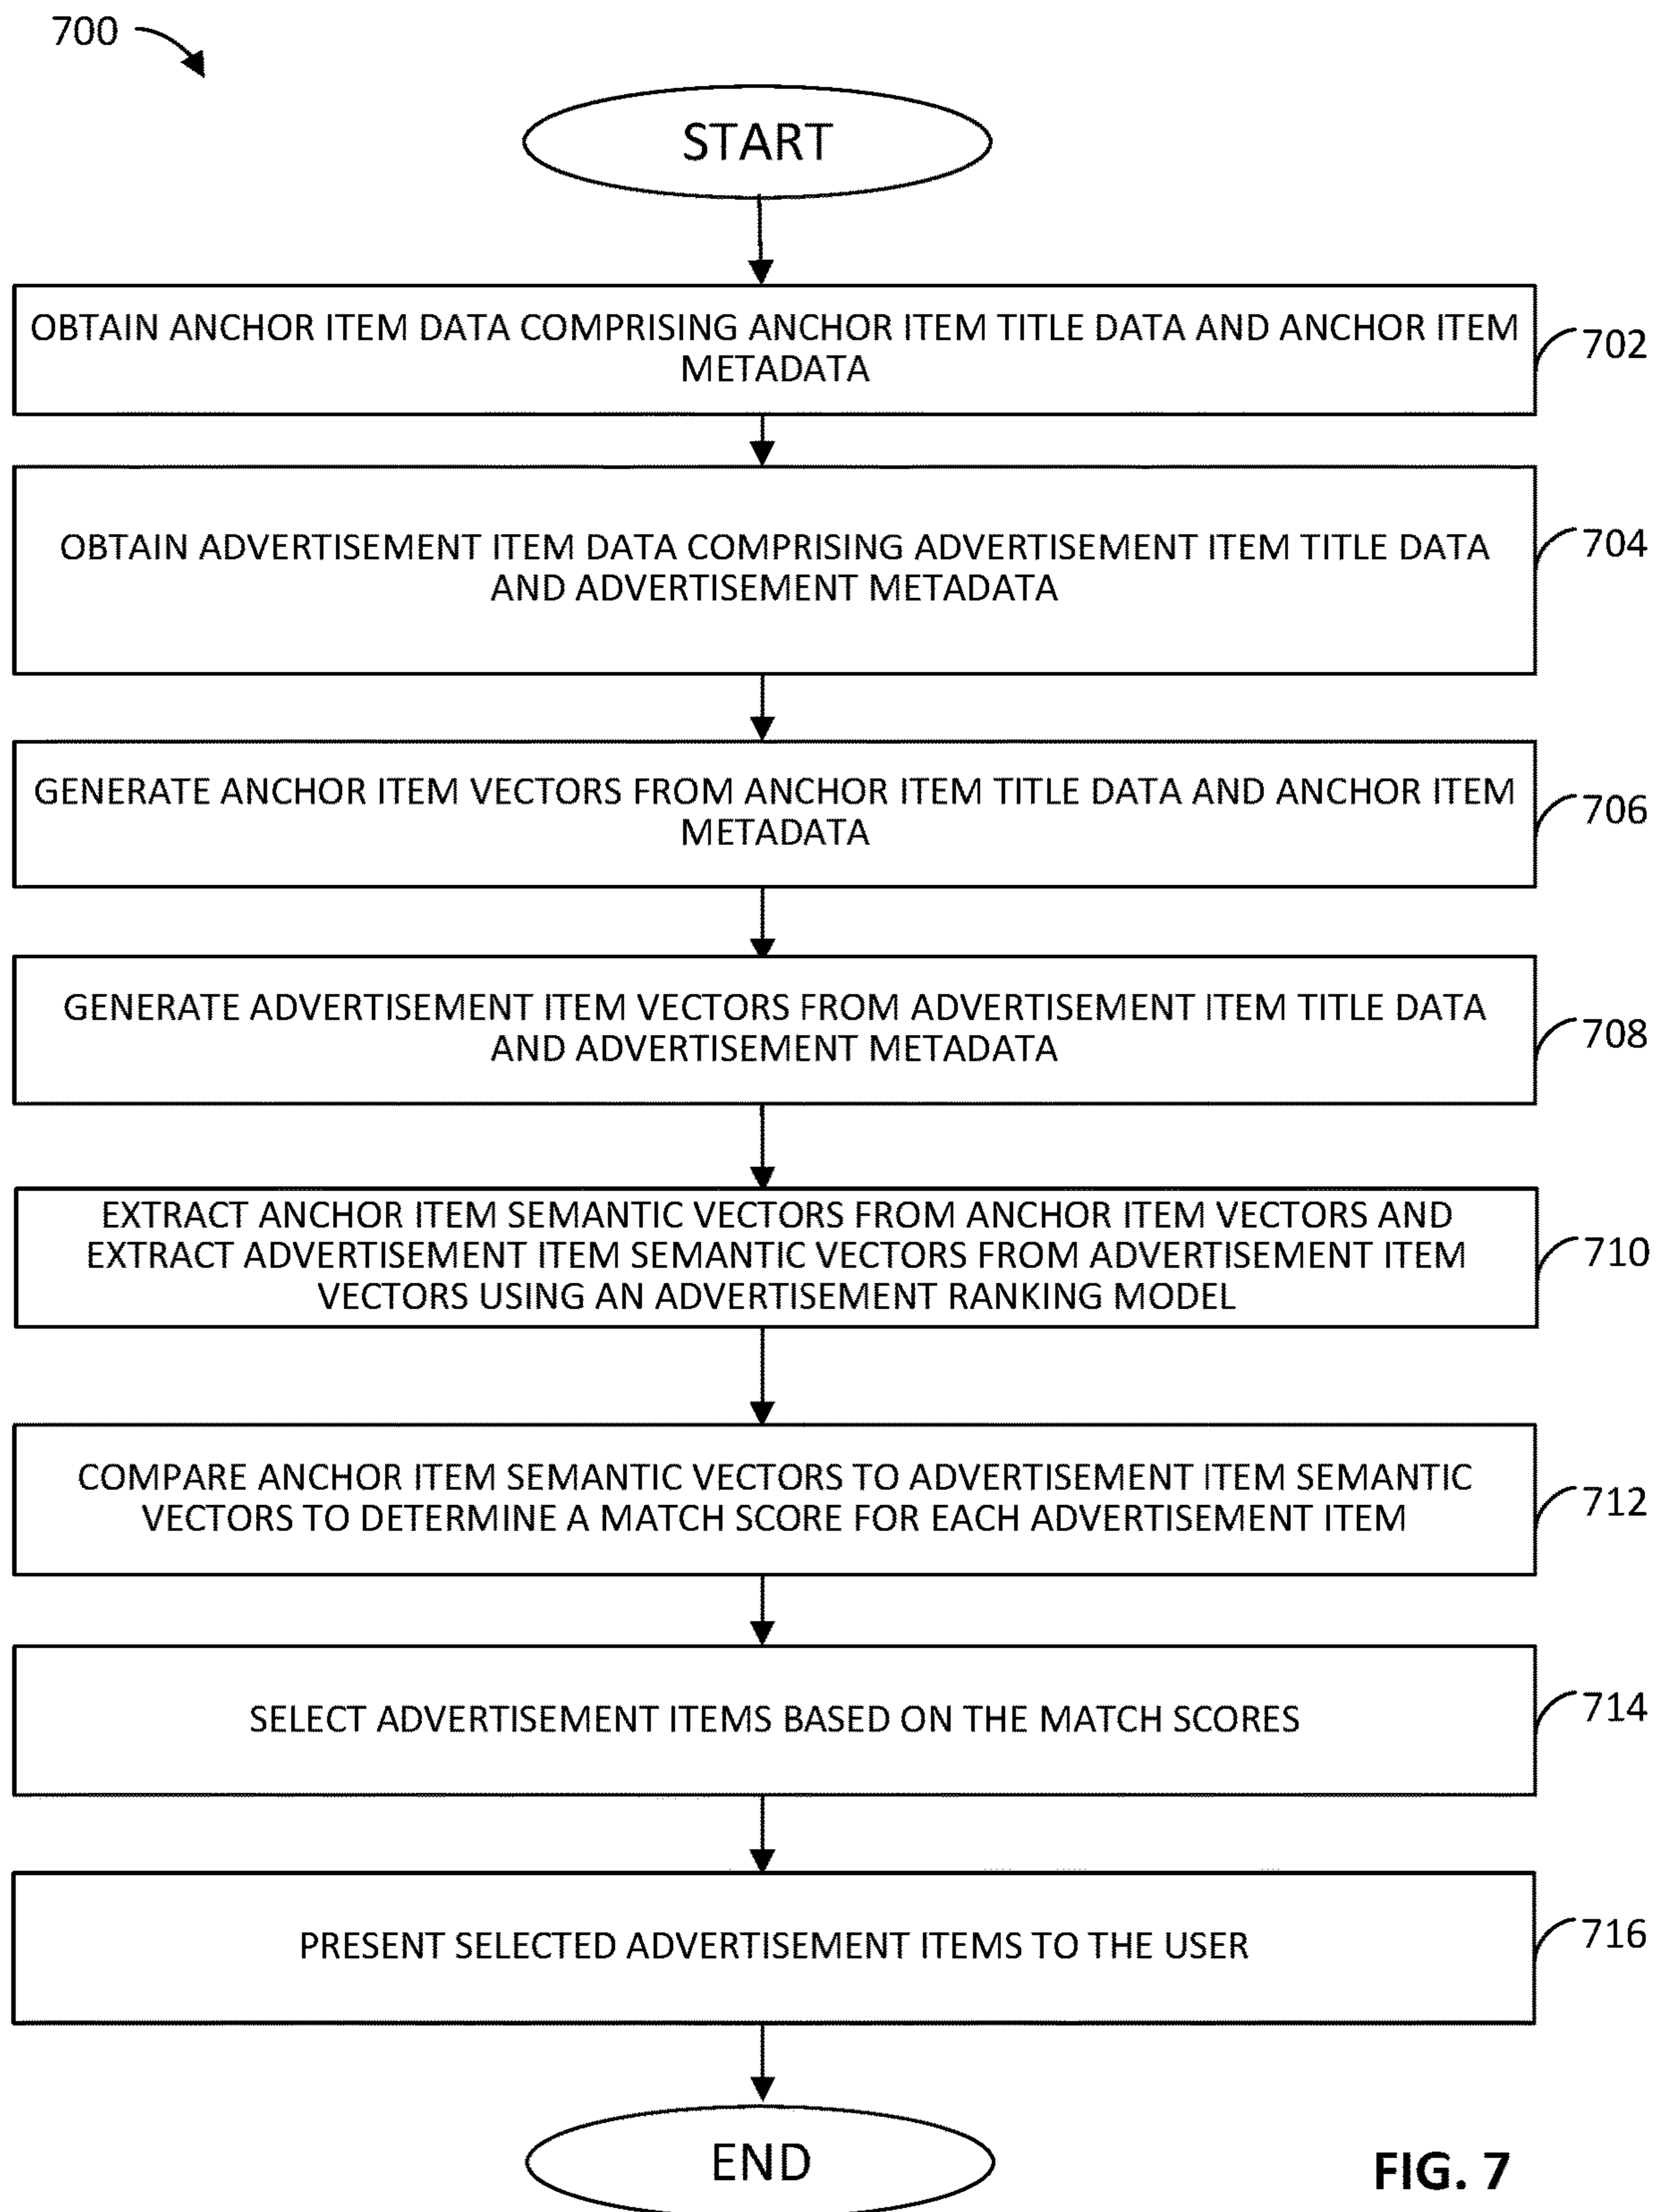 700
START
OBTAIN ANCHOR ITEM DATA COMPRISING ANCHOR ITEM TITLE DATA AND ANCHOR ITEM
METADATA
702
OBTAIN ADVERTISEMENT ITEM DATA COMPRISING ADVERTISEMENT ITEM TITLE DATA
AND ADVERTISEMENT METADATA
704
GENERATE ANCHOR ITEM VECTORS FROM ANCHOR ITEM TITLE DATA AND ANCHOR ITEM
METADATA
706
GENERATE ADVERTISEMENT ITEM VECTORS FROM ADVERTISEMENT ITEM TITLE DATA
AND ADVERTISEMENT METADATA
708
EXTRACT ANCHOR ITEM SEMANTIC VECTORS FROM ANCHOR ITEM VECTORS AND
EXTRACT ADVERTISEMENT ITEM SEMANTIC VECTORS FROM ADVERTISEMENT ITEM
VECTORS USING AN ADVERTISEMENT RANKING MODEL
710
COMPARE ANCHOR ITEM SEMANTIC VECTORS TO ADVERTISEMENT ITEM SEMANTIC
VECTORS TO DETERMINE A MATCH SCORE FOR EACH ADVERTISEMENT ITEM
712
SELECT ADVERTISEMENT ITEMS BASED ON THE MATCH SCORES
714
PRESENT SELECTED ADVERTISEMENT ITEMS TO THE USER
716
END
FIG. 7